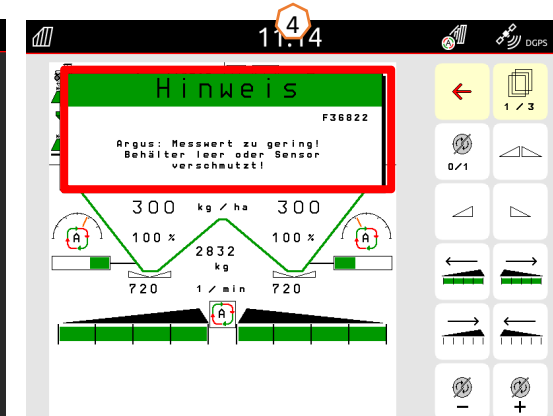 4
11:14
DGPS
Hinweis
F36822
Argus: Messwert zu gering!
Behälter leer oder Sensor
verschmutzt!
300 kg / ha 300
A 100 % 100 % A
2832
kg
720 1 / min 720
A
1 / 3
0/1